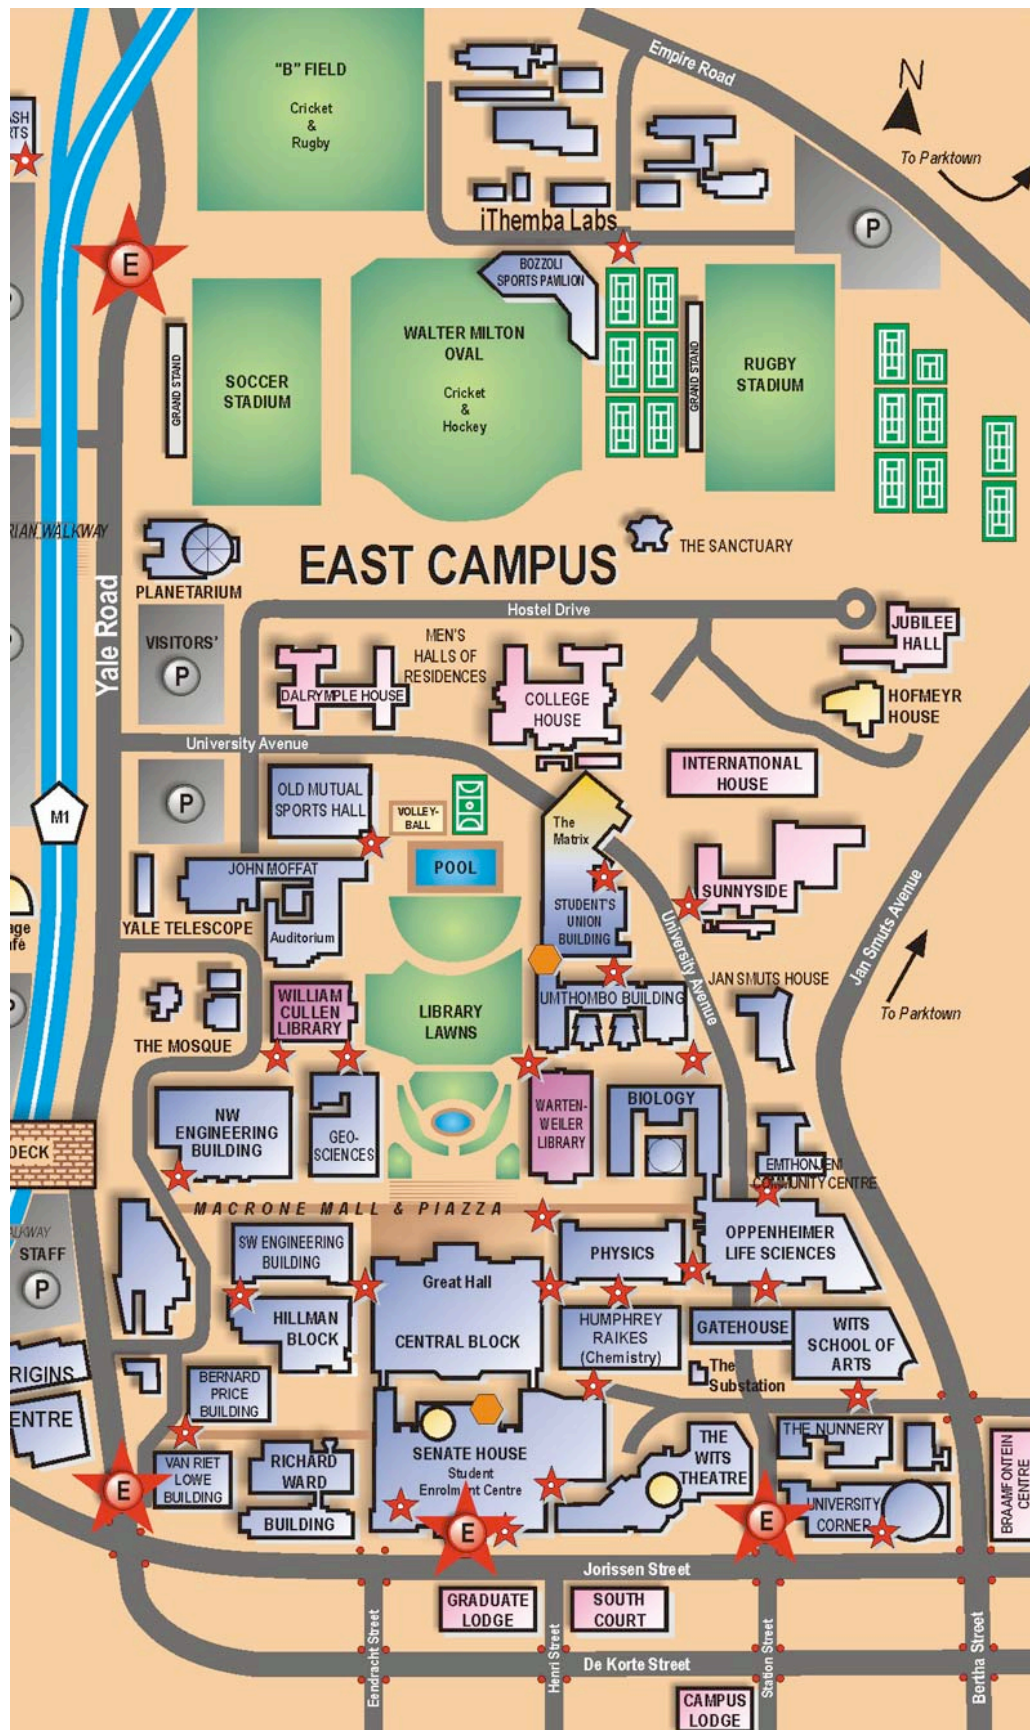 "B" FIELD
Cricket
&
Rugby
Empire Road
N
To Parktown
ASH
RTS
iThemba Labs
P
E
BOZZOLI
SPORTS PAVILION
WALTER MILTON
OVAL
Cricket
&
Hockey
GRAND STAND
SOCCER
STADIUM
GRAND STAND
RUGBY
STADIUM
RIAN WALKWAY
THE SANCTUARY
EAST CAMPUS
PLANETARIUM
Yale Road
Hostel Drive
VISITORS'
P
MEN'S
HALLS OF
RESIDENCES
DALRYMPLE HOUSE
COLLEGE
HOUSE
JUBILEE
HALL
HOFMEYR
HOUSE
University Avenue
INTERNATIONAL
HOUSE
OLD MUTUAL
SPORTS HALL
P
VOLLEY-
BALL
The
Matrix
M1
POOL
JOHN MOFFAT
SUNNYSIDE
YALE TELESCOPE
Auditorium
STUDENT'S
UNION
BUILDING
University Avenue
Jan Smuts Avenue
age
afè
JAN SMUTS HOUSE
WILLIAM
CULLEN
LIBRARY
LIBRARY
LAWNS
UMTHOMBO BUILDING
To Parktown
THE MOSQUE
NW
ENGINEERING
BUILDING
GEO-
SCIENCES
WARTEN-
WEILER
LIBRARY
BIOLOGY
DECK
EMTHONJENI
COMMUNITY CENTRE
MACRONE MALL & PIAZZA
ALKWAY
STAFF
P
SW ENGINEERING
BUILDING
Great Hall
PHYSICS
OPPENHEIMER
LIFE SCIENCES
HILLMAN
BLOCK
CENTRAL BLOCK
HUMPHREY
RAIKES
(Chemistry)
GATEHOUSE
WITS
SCHOOL OF
ARTS
RIGINS
ENTRE
BERNARD
PRICE
BUILDING
The
Substation
SENATE HOUSE
Student
Enrolment Centre
THE
WITS
THEATRE
THE NUNNERY
VAN RIET
LOWE
BUILDING
RICHARD
WARD
BUILDING
E
E
E
UNIVERSITY
CORNER
BRAAMFONTEIN
CENTRE
Jorissen Street
GRADUATE
LODGE
SOUTH
COURT
Eendracht Street
Henri Street
Station Street
Bertha Street
De Korte Street
CAMPUS
LODGE